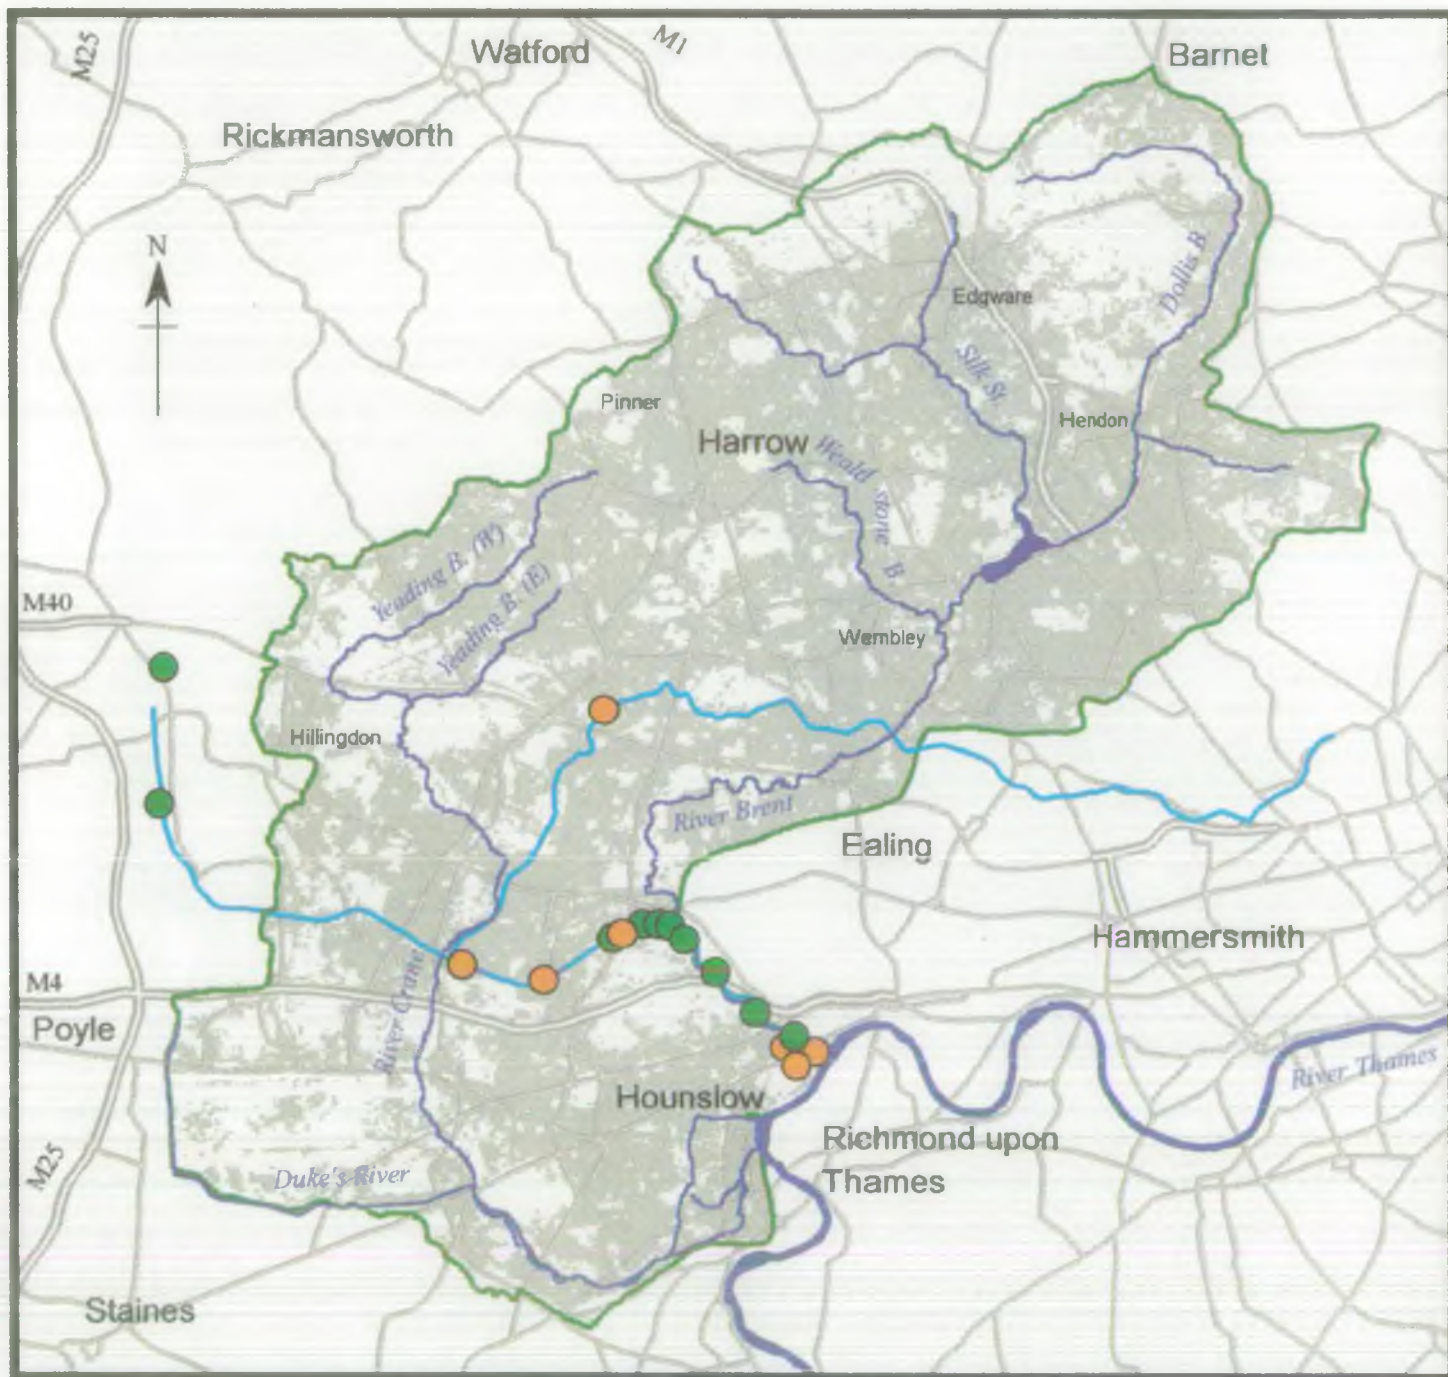 M25
Watford
M1
Barnet
Rickmansworth
N
Edgware
Dollis B.
Silk St.
Pinner
Hendon
Harrow
Weald
stone
B.
Yeading B. (W)
Yeading B. (E)
M40
Wembley
Hillingdon
River Brent
Ealing
Hammersmith
M4
River Crane
Poyle
Hounslow
River Thames
Richmond upon
Thames
M25
Duke's River
Staines